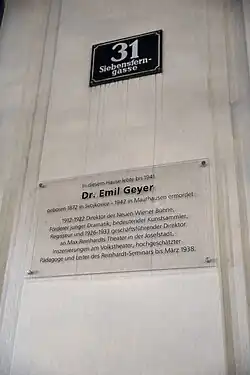 31
Siebenstern-
gasse
In diesem Hause lebte bis 1941
Dr. Emil Geyer
geboren 1872 in - 1942 in Mauthausen ermordet.
1912-1922 Direktor der Neuen Wiener Bühne,
Förderer junger Dramatik, bedeutender Kunstsammler,
Regisseur und 1926-1933 geschäftsführender Direktor
an Max Reinhardts Theater in der Josefstadt,
Inszenierungen am Volkstheater, hochgeschätzter
Pädagoge und Leiter des Reinhardt-Seminars bis März 1938.